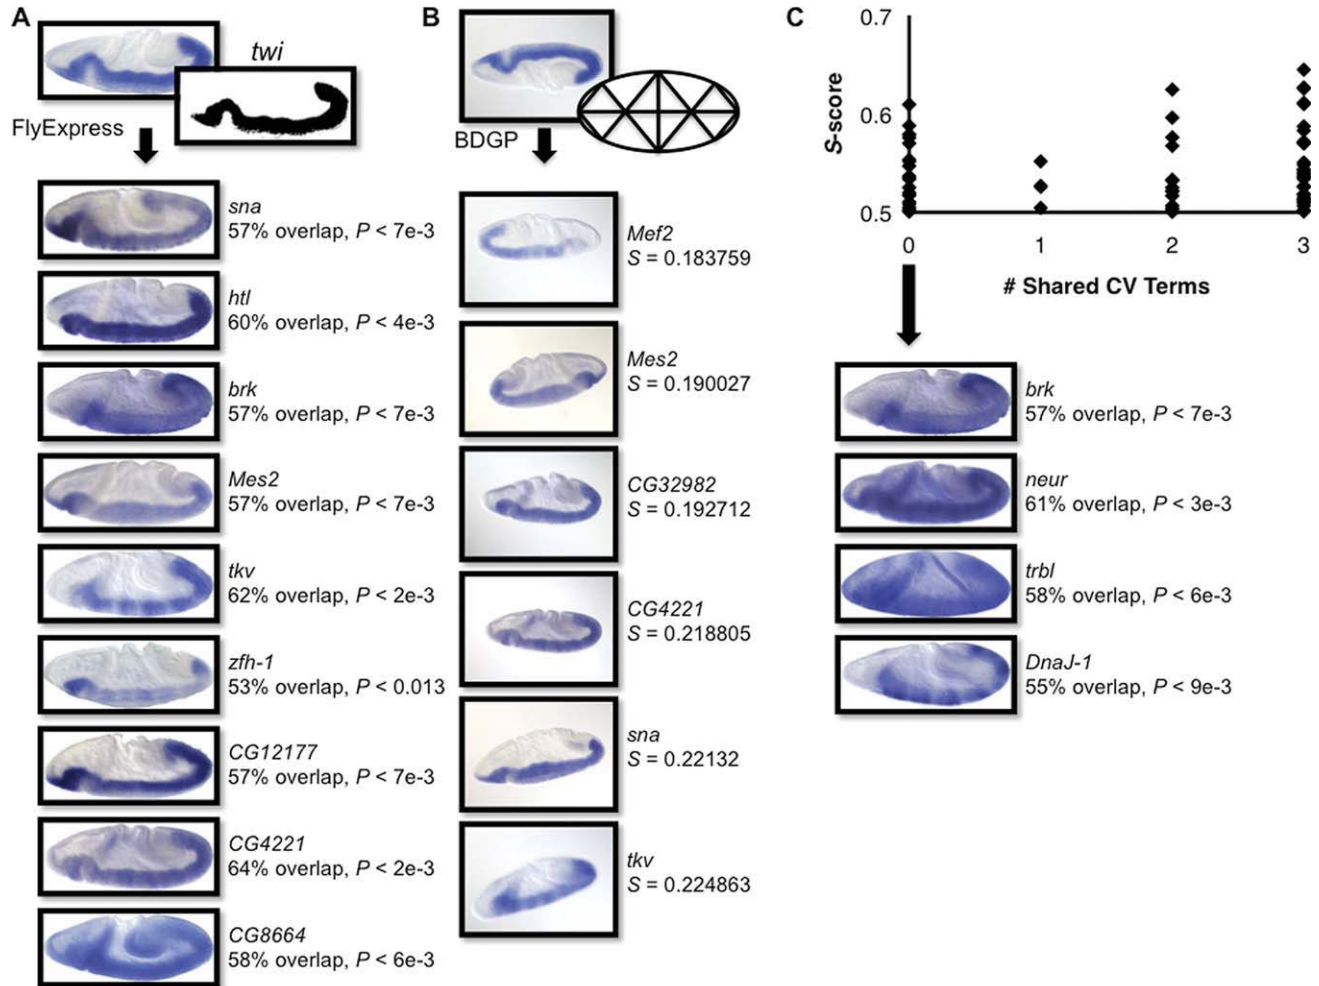 A
twi
FlyExpress
sna
57% overlap, P < 7e-3
htl
60% overlap, P < 4e-3
brk
57% overlap, P < 7e-3
Mes2
57% overlap, P < 7e-3
tkv
62% overlap, P < 2e-3
zfh-1
53% overlap, P < 0.013
CG12177
57% overlap, P < 7e-3
CG4221
64% overlap, P < 2e-3
CG8664
58% overlap, P < 6e-3
B
BDGP
Mef2
S = 0.183759
Mes2
S = 0.190027
CG32982
S = 0.192712
CG4221
S = 0.218805
sna
S = 0.22132
tkv
S = 0.224863
C
0.7
0.6
0.5
S-score
0 1 2 3
# Shared CV Terms
brk
57% overlap, P < 7e-3
neur
61% overlap, P < 3e-3
trbl
58% overlap, P < 6e-3
DnaJ-1
55% overlap, P < 9e-3